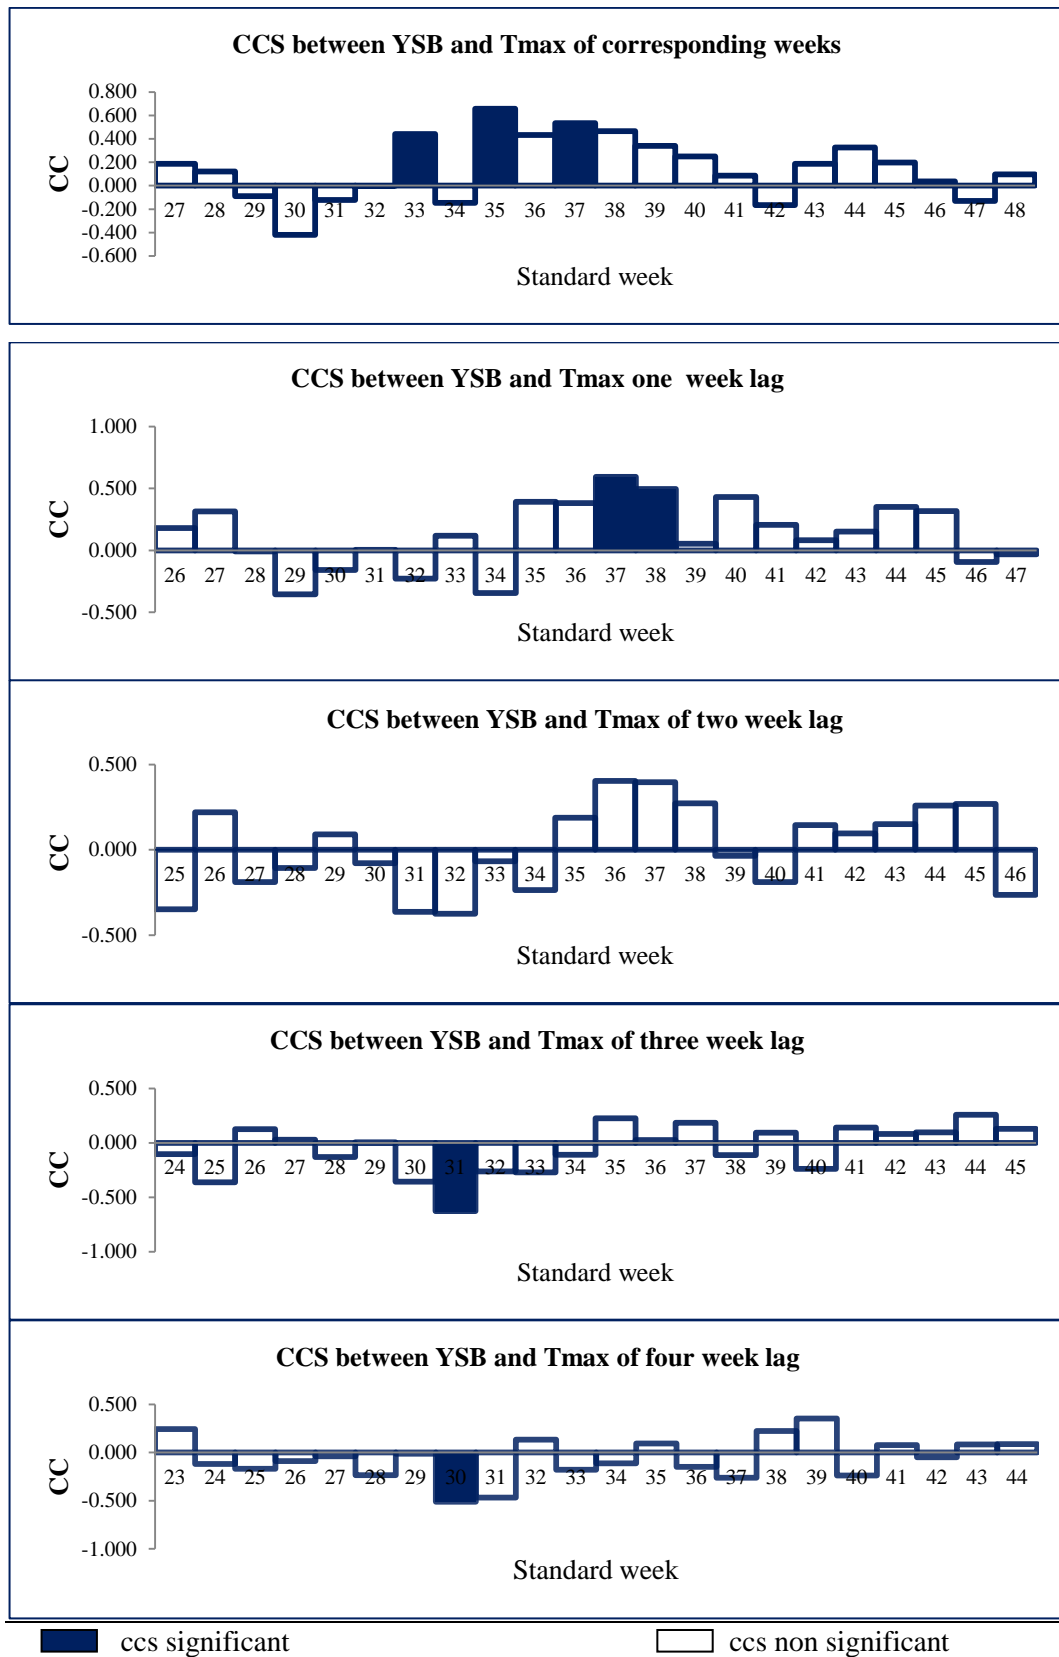 CCS between YSB and Tmax of corresponding weeks
0.800
0.600
0.400
0.200
0.000
-0.200
-0.400
-0.600
CC
27 28 29 30 31 32 33 34 35 36 37 38 39 40 41 42 43 44 45 46 47 48
Standard week
CCS between YSB and Tmax one week lag
1.000
0.500
0.000
-0.500
CC
26 27 28 29 30 31 32 33 34 35 36 37 38 39 40 41 42 43 44 45 46 47
Standard week
CCS between YSB and Tmax of two week lag
0.500
0.000
-0.500
CC
25 26 27 28 29 30 31 32 33 34 35 36 37 38 39 40 41 42 43 44 45 46
Standard week
CCS between YSB and Tmax of three week lag
0.500
0.000
-0.500
-1.000
CC
24 25 26 27 28 29 30 31 32 33 34 35 36 37 38 39 40 41 42 43 44 45
Standard week
CCS between YSB and Tmax of four week lag
0.500
0.000
-0.500
-1.000
CC
23 24 25 26 27 28 29 30 31 32 33 34 35 36 37 38 39 40 41 42 43 44
Standard week
ccs significant
ccs non significant